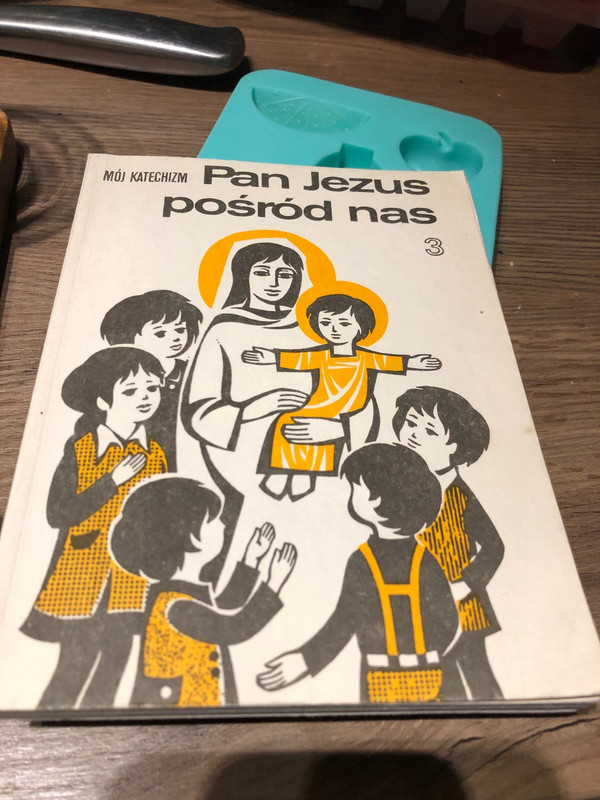 MÓJ KATECHIZM Pan Jezus
pośród nas
3